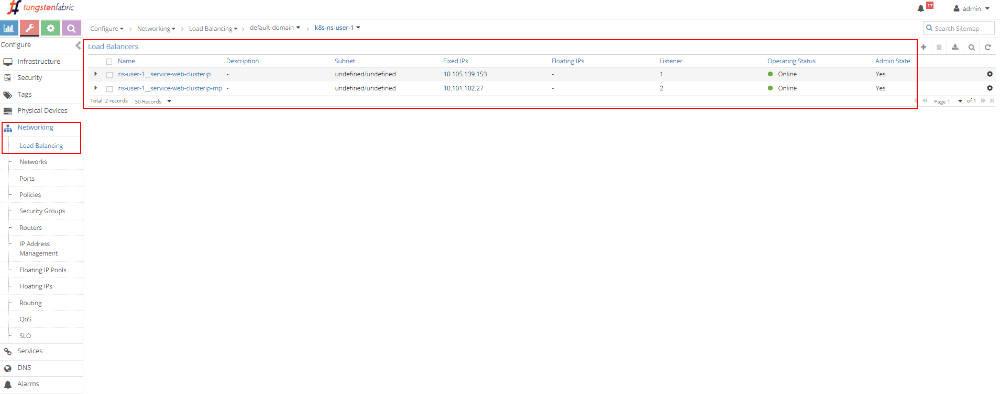 tungstenfabric
17
admin
Configure
Networking
Load Balancing
default-domain
k8s-ns-user-1
Search Sitemap
Configure
Infrastructure
Security
Tags
Physical Devices
Networking
Load Balancing
Networks
Ports
Policies
Security Groups
Routers
IP Address
Management
Floating IP Pools
Floating IPs
Routing
QoS
SLO
Services
DNS
Alarms
Load Balancers
Name Description Subnet Fixed IPs Floating IPs Listener Operating Status Admin State
ns-user-1__service-web-clusterip - undefined/undefined 10.105.139.153 - 1 Online Yes
ns-user-1__service-web-clusterip-mp - undefined/undefined 10.101.102.27 - 2 Online Yes
Total: 2 records 50 Records Page 1 of 1